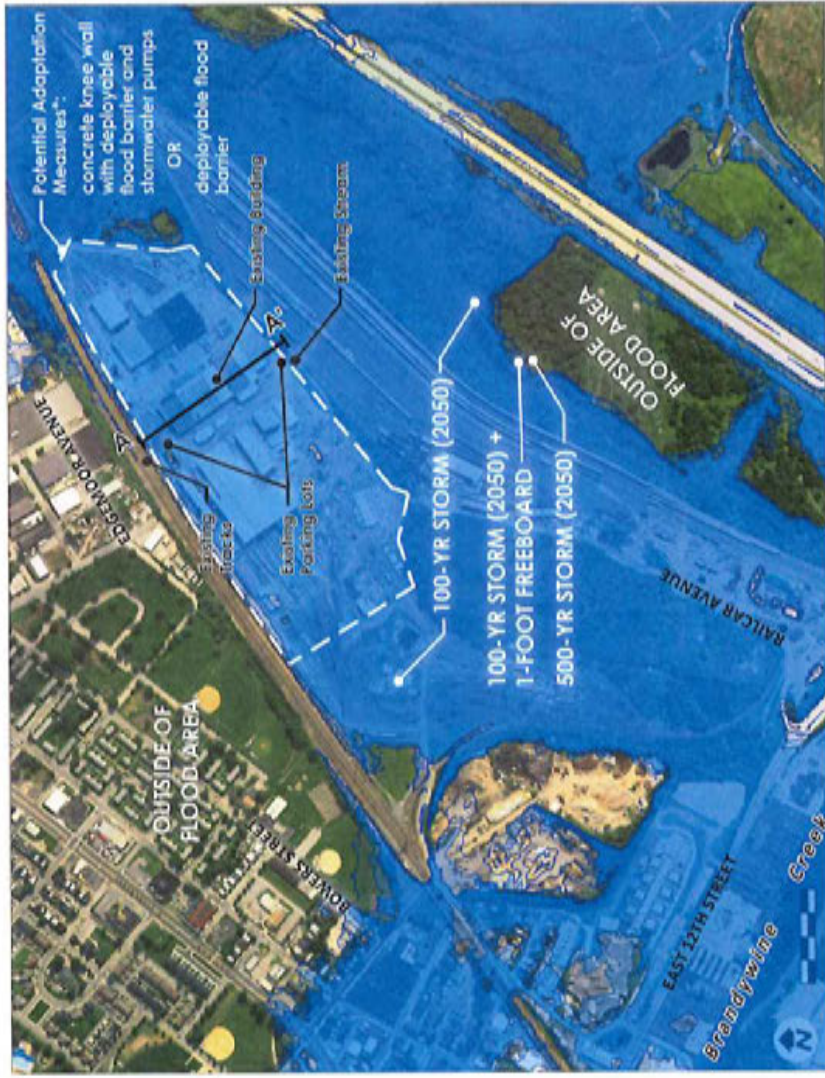 Potential Adaptation
Measures*:
concrete knee wall
with deployable
flood barrier and
stormwater pumps
OR
deployable flood
barrier
EDGEMOOR AVENUE
A
A'
Existing Building
Existing Stream
Existing
Tracks
Existing
Parking Lots
OUTSIDE OF
FLOOD AREA
BOWERS STREET
100-YR STORM (2050)
100-YR STORM (2050) +
1-FOOT FREEBOARD
500-YR STORM (2050)
OUTSIDE OF
FLOOD AREA
RAILCAR AVENUE
EAST 12TH STREET
Brandywine Creek
N